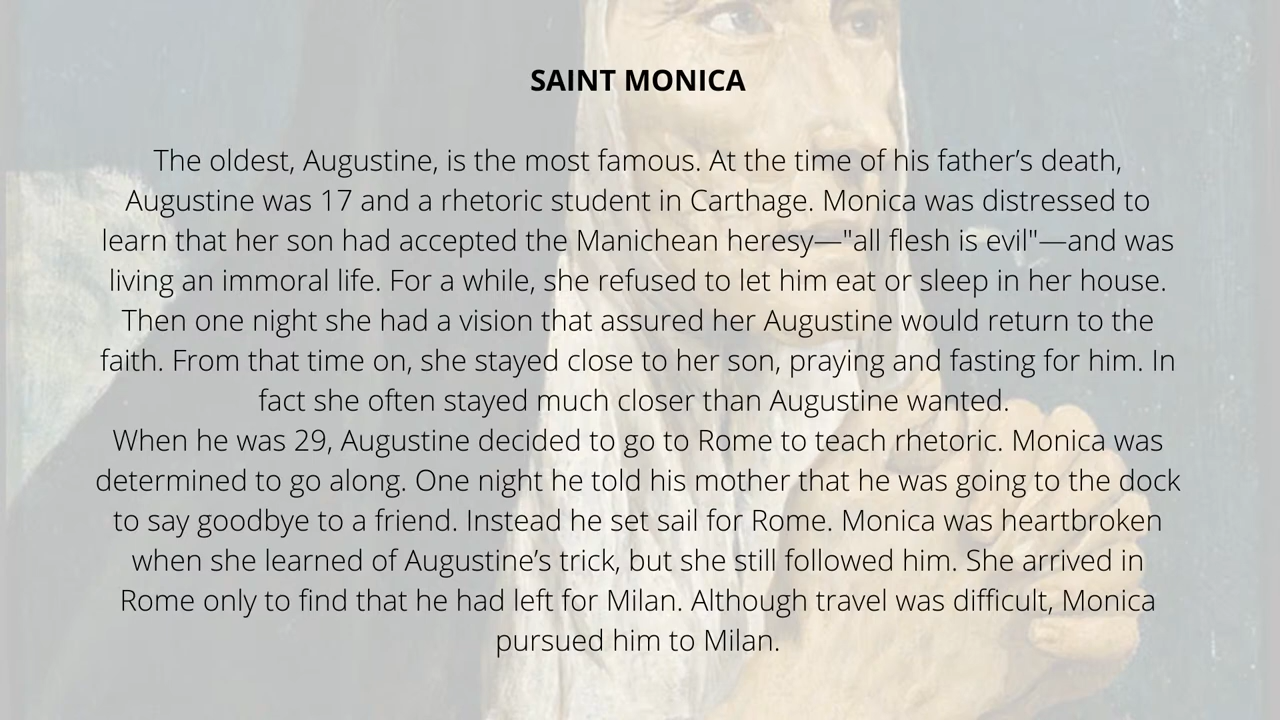 SAINT MONICA
The oldest, Augustine, is the most famous. At the time of his father’s death,
Augustine was 17 and a rhetoric student in Carthage. Monica was distressed to
learn that her son had accepted the Manichean heresy—"all flesh is evil"—and was
living an immoral life. For a while, she refused to let him eat or sleep in her house.
Then one night she had a vision that assured her Augustine would return to the
faith. From that time on, she stayed close to her son, praying and fasting for him. In
fact she often stayed much closer than Augustine wanted.
When he was 29, Augustine decided to go to Rome to teach rhetoric. Monica was
determined to go along. One night he told his mother that he was going to the dock
to say goodbye to a friend. Instead he set sail for Rome. Monica was heartbroken
when she learned of Augustine’s trick, but she still followed him. She arrived in
Rome only to find that he had left for Milan. Although travel was difficult, Monica
pursued him to Milan.